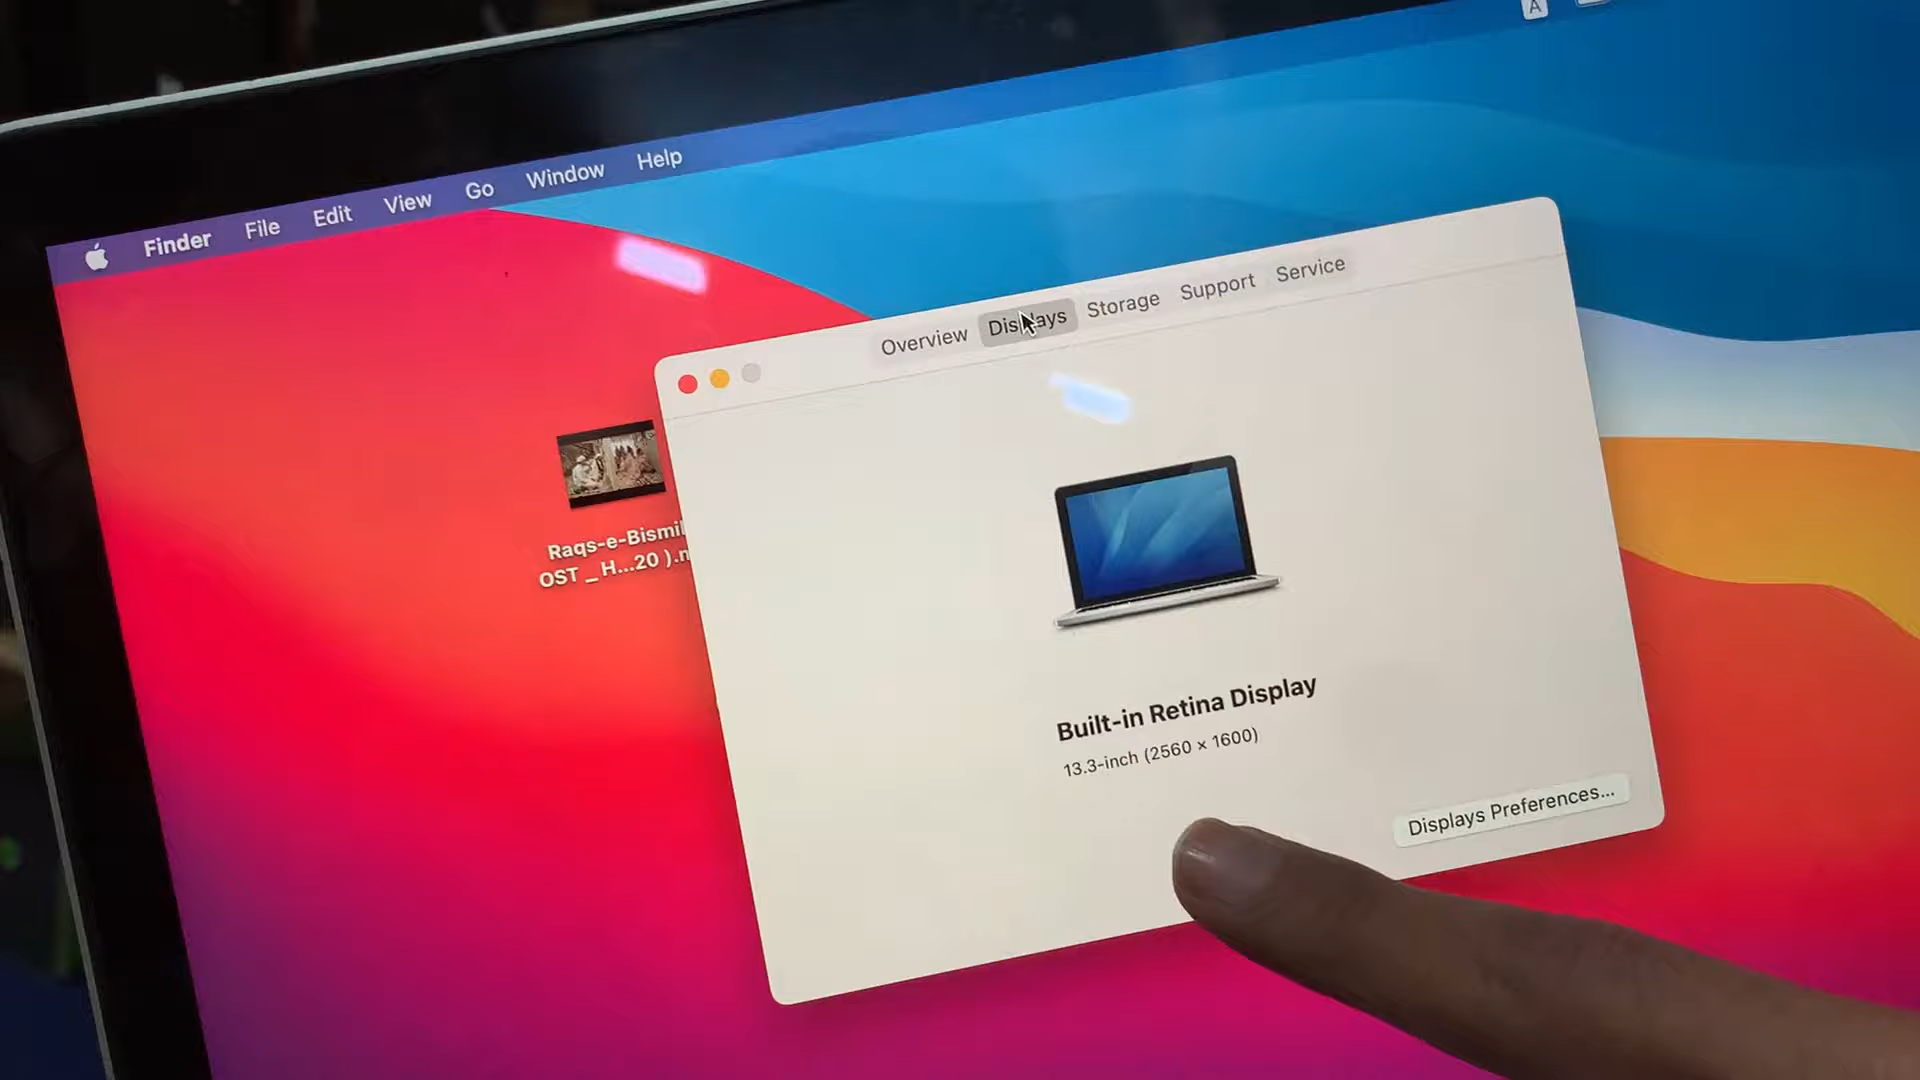 A
Finder File Edit View Go Window Help
Overview Displays Storage Support Service
Raqs-e-Bismil
OST _ H...20 ).m
Built-in Retina Display
13.3-inch (2560 × 1600)
Displays Preferences...